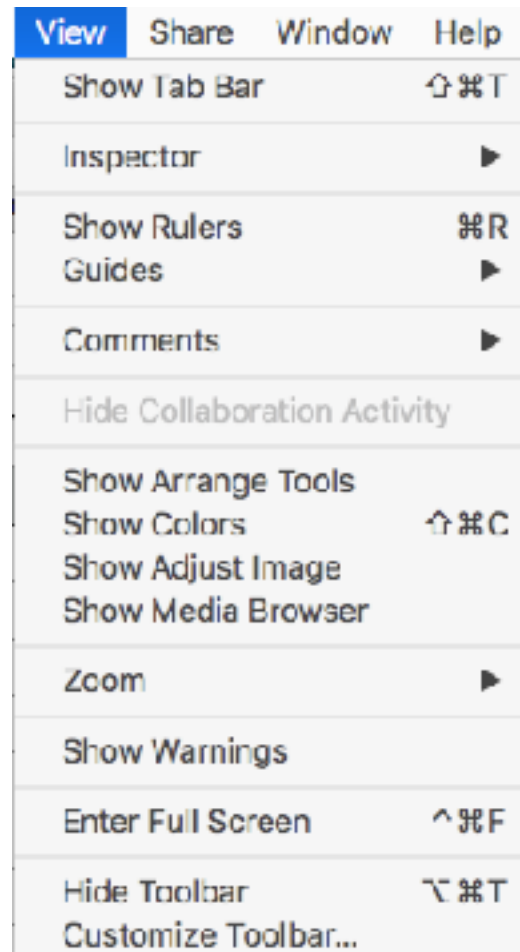 View Share Window Help
Show Tab Bar ⇧⌘T
Inspector ▶
Show Rulers ⌘R
Guides ▶
Comments ▶
Hide Collaboration Activity
Show Arrange Tools
Show Colors ⇧⌘C
Show Adjust Image
Show Media Browser
Zoom ▶
Show Warnings
Enter Full Screen ^⌘F
Hide Toolbar ⌥⌘T
Customize Toolbar...